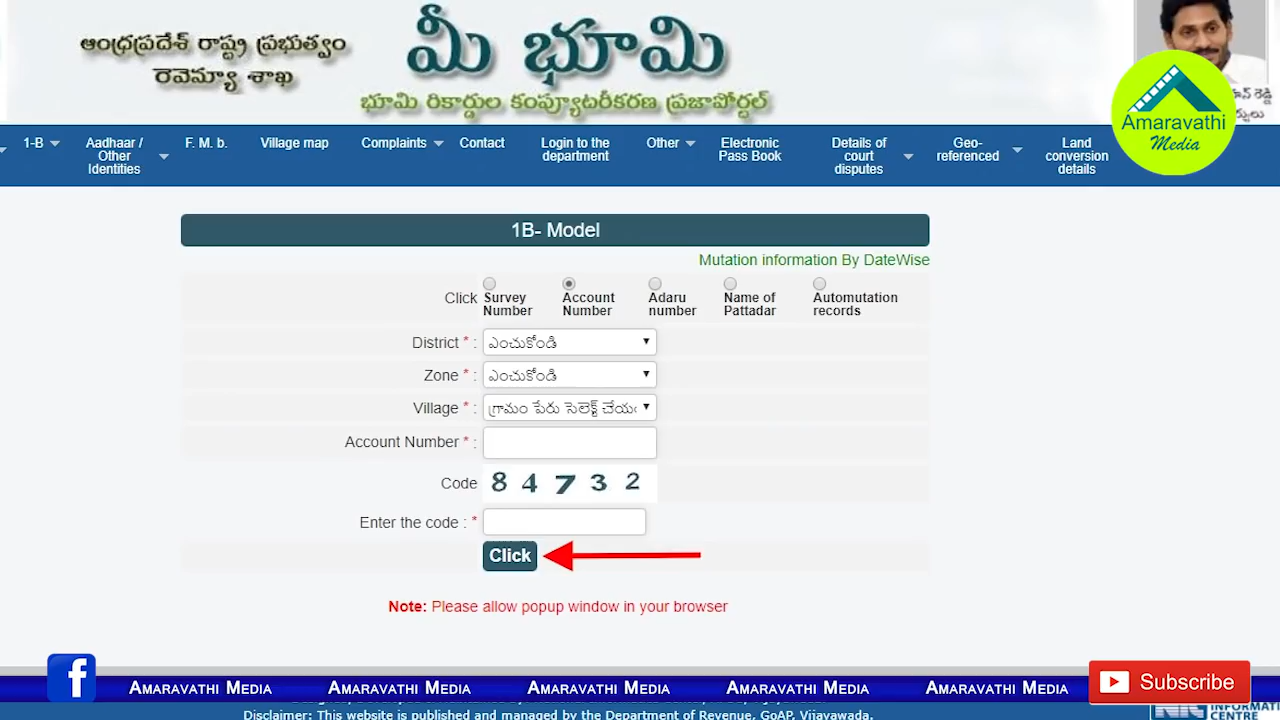 ఆంధ్రప్రదేశ్ రాష్ట్ర ప్రభుత్వం
రెవెన్యూ శాఖ
మీ భూమి
భూమి రికార్డుల కంప్యూటరీకరణ ప్రజాపోర్టల్
Amaravathi
Media
1-B
Aadhaar /
Other
Identities
F. M. b.
Village map
Complaints
Contact
Login to the
department
Other
Electronic
Pass Book
Details of
court
disputes
Geo-
referenced
Land
conversion
details
1B- Model
Mutation information By DateWise
Click
Survey
Number
Account
Number
Adaru
number
Name of
Pattadar
Automutation
records
District * : ఎంచుకోండి
Zone * : ఎంచుకోండి
Village * : గ్రామం పేరు సెలెక్ట్ చేయ
Account Number * :
Code 8 4 7 3 2
Enter the code : *
Click
Note: Please allow popup window in your browser
f Amaravathi Media Amaravathi Media Amaravathi Media Amaravathi Media Amaravathi Media Subscribe
Disclaimer: This website is published and managed by the Department of Revenue, GoAP, Vijayawada.